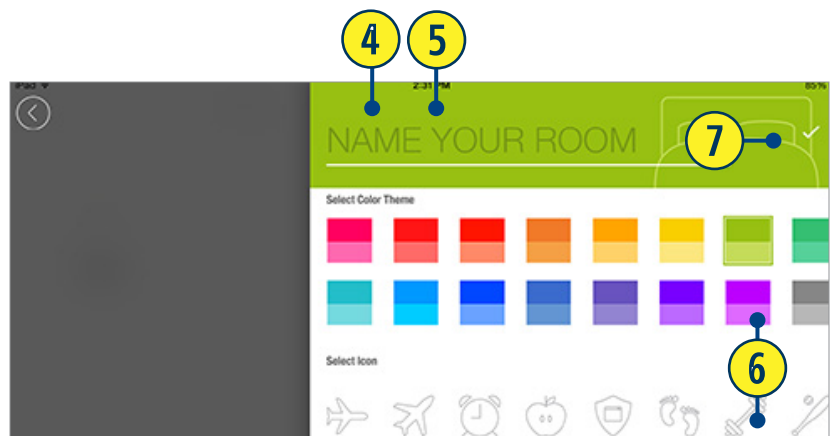 4 5
iPad 2:31 PM 85%
NAME YOUR ROOM
7
Select Color Theme
Select Icon
6